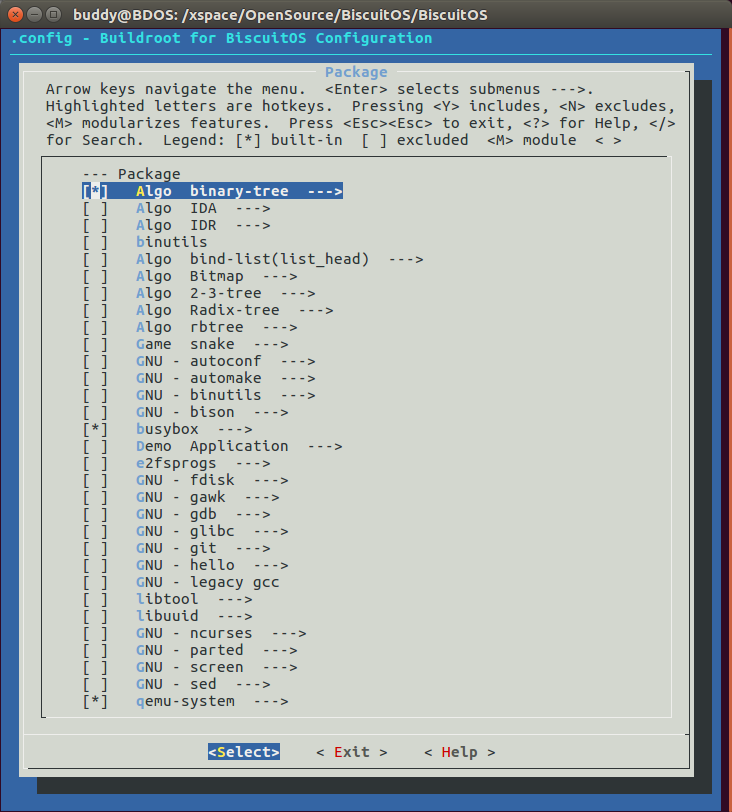 buddy@BDOS: /xspace/OpenSource/BiscuitOS/BiscuitOS
.config - Buildroot for BiscuitOS Configuration
Package
Arrow keys navigate the menu.  <Enter> selects submenus --->.
Highlighted letters are hotkeys.  Pressing <Y> includes, <N> excludes,
<M> modularizes features.  Press <Esc><Esc> to exit, <?> for Help, </>
for Search.  Legend: [*] built-in  [ ] excluded  <M> module  < >
--- Package
[*]   Algo  binary-tree  --->
[ ]   Algo  IDA  --->
[ ]   Algo  IDR  --->
[ ]   binutils
[ ]   Algo  bind-list(list_head)  --->
[ ]   Algo  Bitmap  --->
[ ]   Algo  2-3-tree  --->
[ ]   Algo  Radix-tree  --->
[ ]   Algo  rbtree  --->
[ ]   Game  snake  --->
[ ]   GNU - autoconf  --->
[ ]   GNU - automake  --->
[ ]   GNU - binutils  --->
[ ]   GNU - bison  --->
[*]   busybox  --->
[ ]   Demo  Application  --->
[ ]   e2fsprogs  --->
[ ]   GNU - fdisk  --->
[ ]   GNU - gawk  --->
[ ]   GNU - gdb  --->
[ ]   GNU - glibc  --->
[ ]   GNU - git  --->
[ ]   GNU - hello  --->
[ ]   GNU - legacy gcc
[ ]   libtool  --->
[ ]   libuuid  --->
[ ]   GNU - ncurses  --->
[ ]   GNU - parted  --->
[ ]   GNU - screen  --->
[ ]   GNU - sed  --->
[*]   qemu-system  --->
<Select>    < Exit >    < Help >